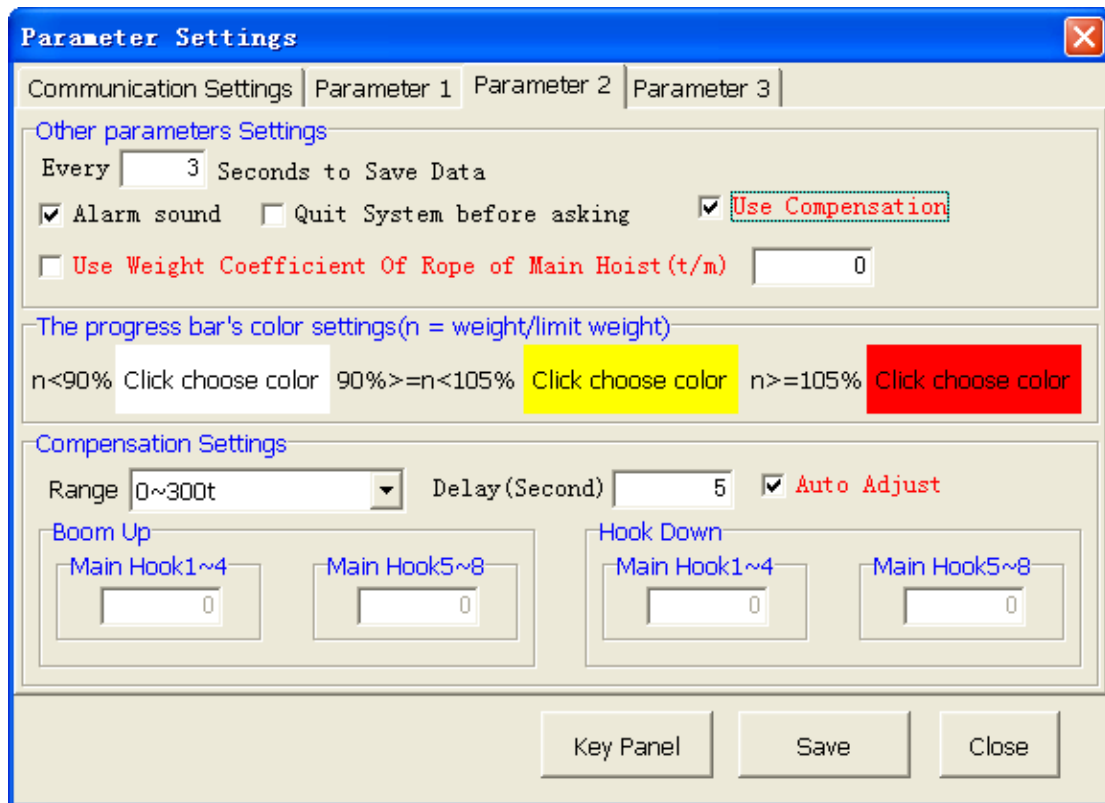 Parameter Settings
Communication Settings Parameter 1 Parameter 2 Parameter 3
Other parameters Settings
Every 3 Seconds to Save Data
Alarm sound Quit System before asking Use Compensation
Use Weight Coefficient Of Rope of Main Hoist(t/m) 0
The progress bar's color settings(n = weight/limit weight)
n<90% Click choose color 90%>=n<105% Click choose color n>=105% Click choose color
Compensation Settings
Range 0~300t Delay(Second) 5 Auto Adjust
Boom Up Hook Down
Main Hook1~4 Main Hook5~8 Main Hook1~4 Main Hook5~8
0 0 0 0
Key Panel Save Close